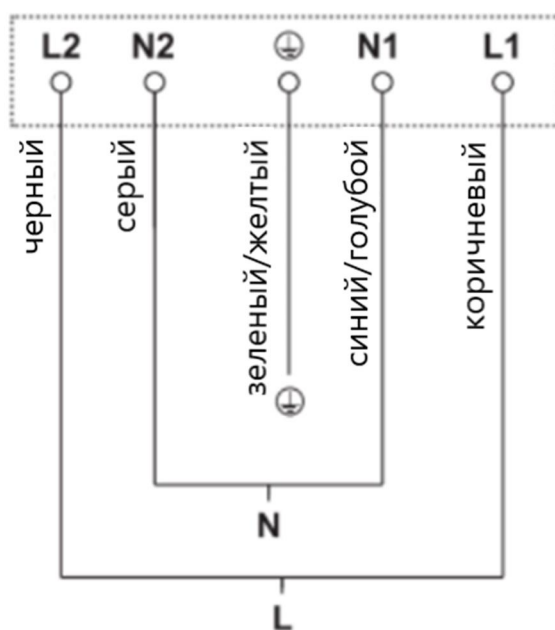 L2 N2 N1 L1
черный
серый
зеленый/желтый
синий/голубой
коричневый
N
L